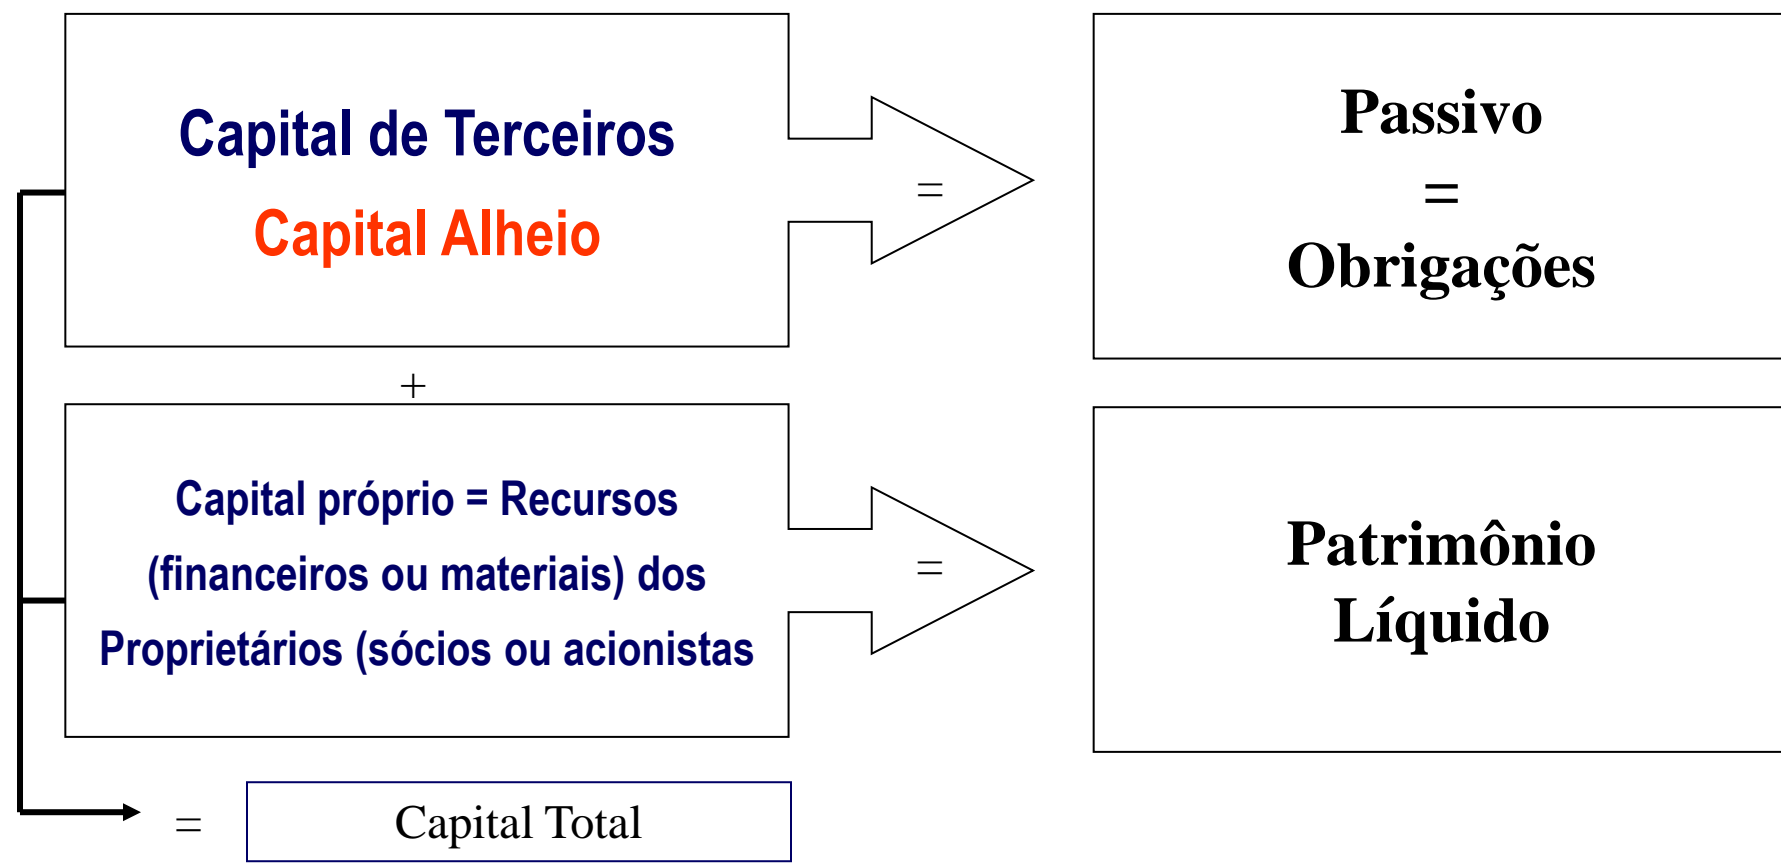 Capital de Terceiros
Capital Alheio
=
Passivo
=
Obrigações
+
Capital próprio = Recursos
(financeiros ou materiais) dos
Proprietários (sócios ou acionistas
=
Patrimônio
Líquido
=
Capital Total